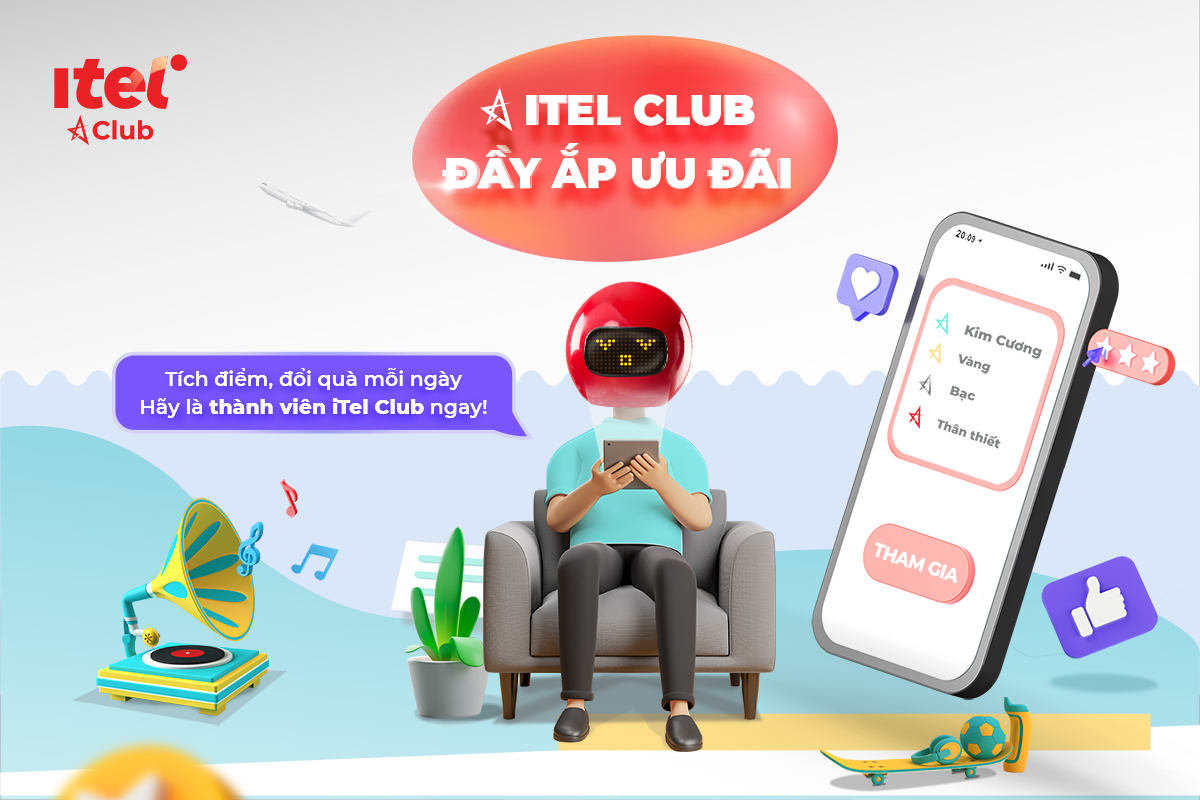 itel
Club
ITEL CLUB
ĐẦY ẮP ƯU ĐÃI
20:09
Kim Cương
Vàng
Bạc
Thân thiết
Tích điểm, đổi quà mỗi ngày
Hãy là thành viên iTel Club ngay!
THAM GIA